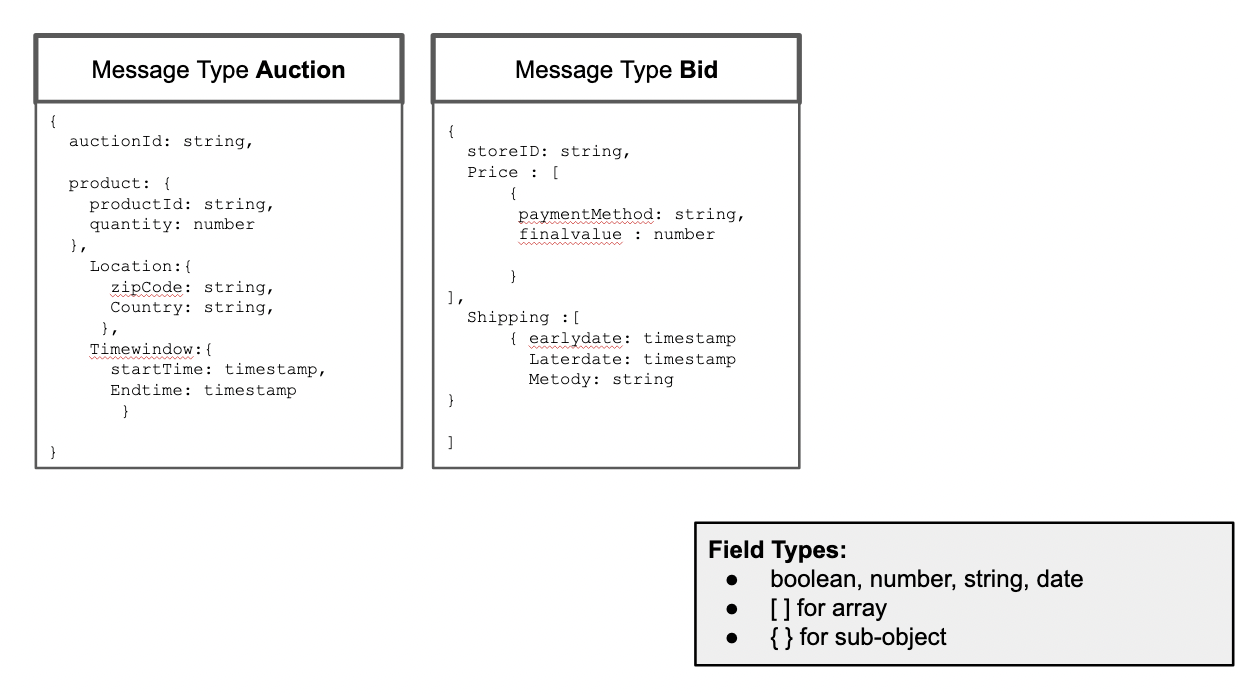 Message Type Auction
{
auctionId: string,
product: {
productId: string,
quantity: number
},
Location:{
zipCode: string,
Country: string,
},
Timewindow:{
startTime: timestamp,
Endtime: timestamp
}
}
Message Type Bid
{
storeID: string,
Price : [
{
paymentMethod: string,
finalvalue : number
}
],
Shipping :[
{ earlydate: timestamp
Laterdate: timestamp
Metody: string
}
]
Field Types:
● boolean, number, string, date
● [ ] for array
● { } for sub-object